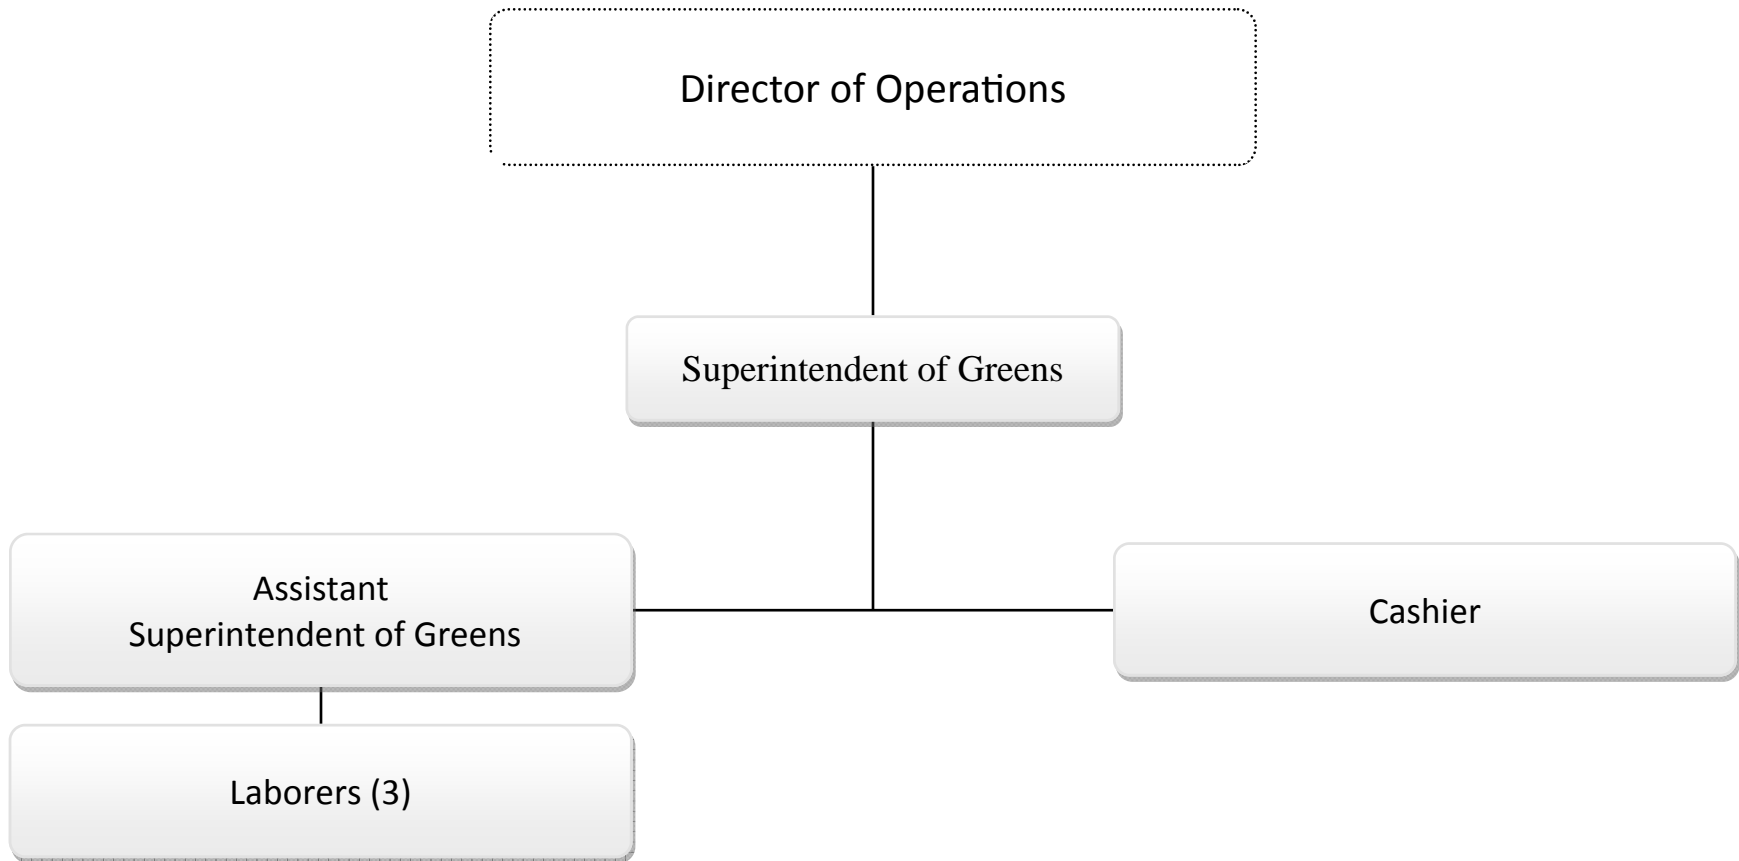 Director of Operations
Superintendent of Greens
Assistant
Superintendent of Greens
Cashier
Laborers (3)